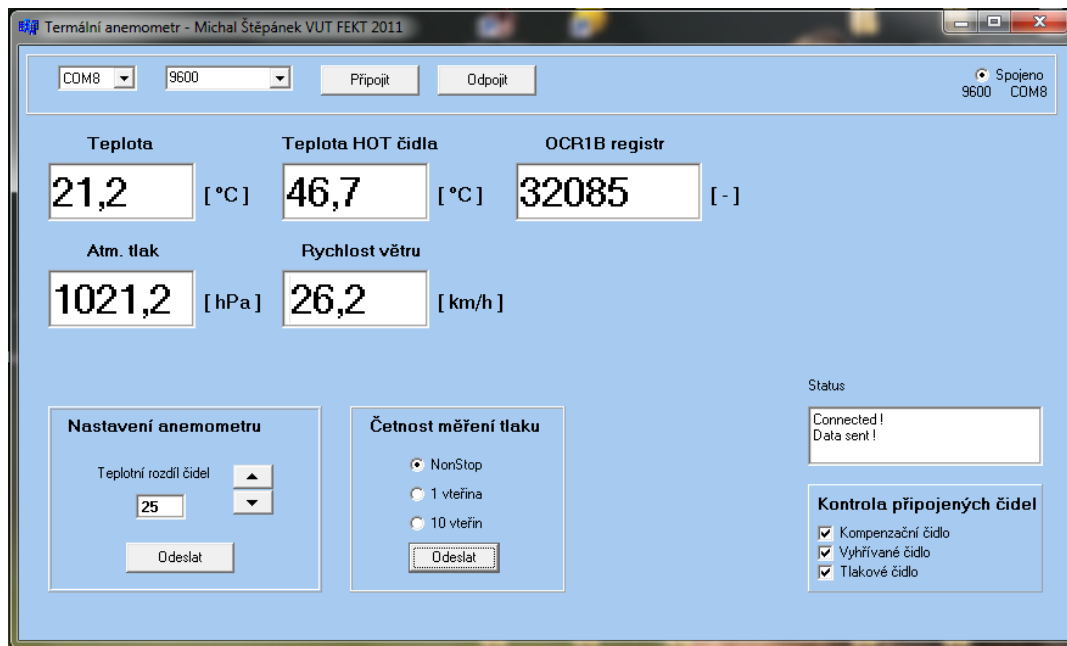 Termální anemometr - Michal Štěpánek VUT FEKT 2011
COM8 9600 Připojit Odpojit Spojeno
9600 COM8
Teplota Teplota HOT čidla OCR1B registr
21,2 [ °C ] 46,7 [ °C ] 32085 [ - ]
Atm. tlak Rychlost větru
1021,2 [ hPa ] 26,2 [ km/h ]
Status
Connected !
Data sent !
Nastavení anemometru
Teplotní rozdíl čidel
25
Odeslat
Četnost měření tlaku
NonStop
1 vteřina
10 vteřin
Odeslat
Kontrola připojených čidel
Kompenzační čidlo
Vyhřívané čidlo
Tlakové čidlo